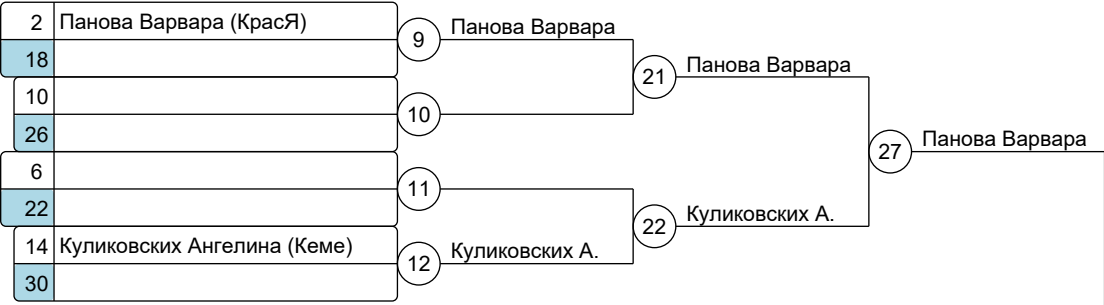 2 Панова Варвара (КрасЯ)
9 Панова Варвара
18
21 Панова Варвара
10
10
26
27 Панова Варвара
6
11
22
22 Куликовских А.
14 Куликовских Ангелина (Кеме)
12 Куликовских А.
30